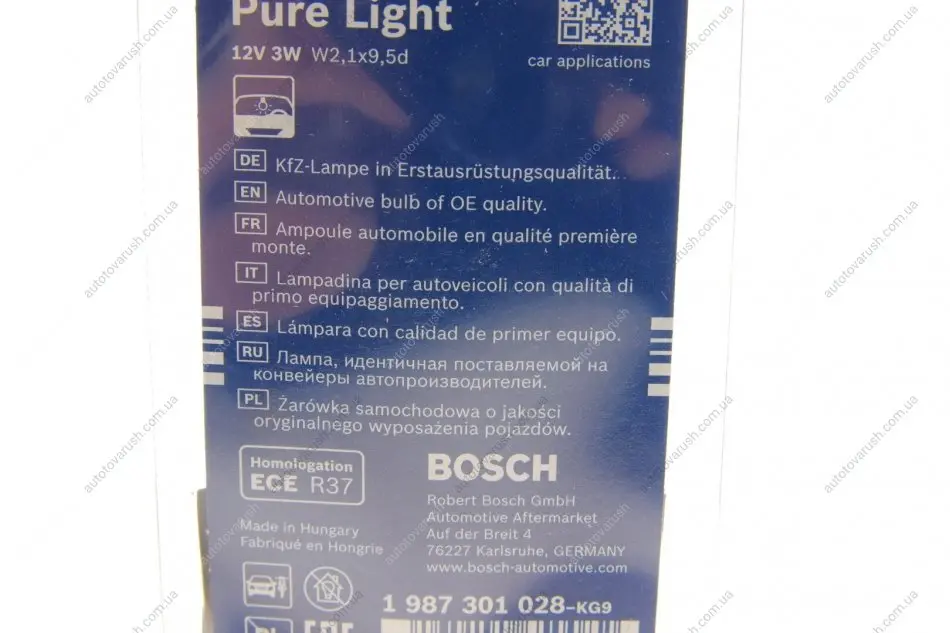 Pure Light
12V 3W W2,1x9,5d
car applications
DE KfZ-Lampe in Erstausrüstungsqualität.
EN Automotive bulb of OE quality.
FR Ampoule automobile en qualité première
monte.
IT Lampadina per autoveicoli con qualità di
primo equipaggiamento.
ES Lámpara con calidad de primer equipo.
RU Лампа, идентичная поставляемой на
конвейеры автопроизводителей.
PL Żarówka samochodowa o jakości
oryginalnego wyposażenia pojazdów.
Homologation
ECE R37
BOSCH
Robert Bosch GmbH
Automotive Aftermarket
Auf der Breit 4
76227 Karlsruhe, GERMANY
www.bosch-automotive.com
Made in Hungary
Fabriqué en Hongrie
1 987 301 028-KG9
autotovarush.com.ua